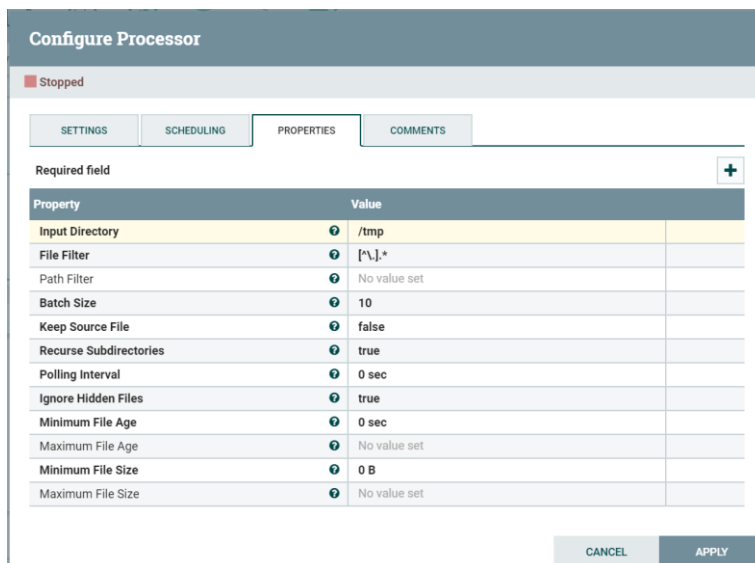 Configure Processor
Stopped
SETTINGS SCHEDULING PROPERTIES COMMENTS
Required field
Property Value
Input Directory /tmp
File Filter [^\.].*
Path Filter No value set
Batch Size 10
Keep Source File false
Recurse Subdirectories true
Polling Interval 0 sec
Ignore Hidden Files true
Minimum File Age 0 sec
Maximum File Age No value set
Minimum File Size 0 B
Maximum File Size No value set
CANCEL APPLY